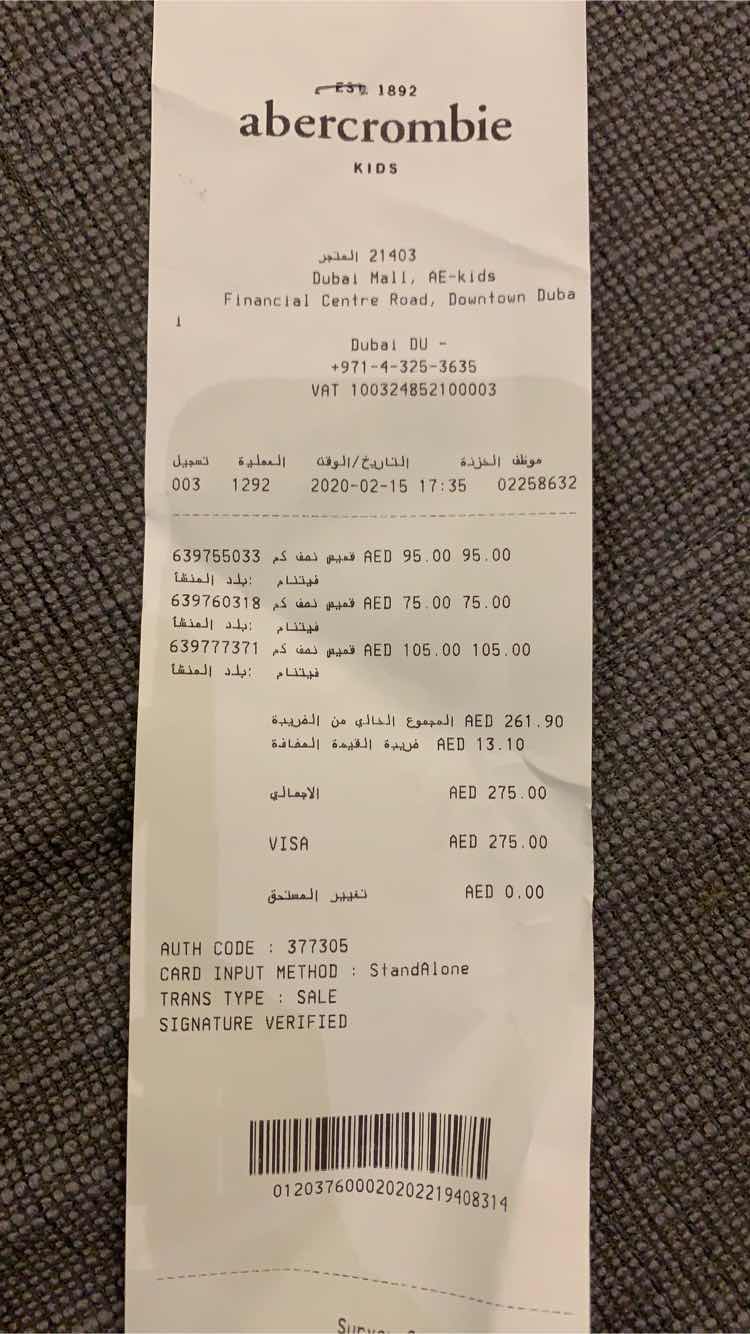 EST. 1892
abercrombie
KIDS
المتجر 21403
Dubai Mall, AE-kids
Financial Centre Road, Downtown Duba
i
Dubai DU -
+971-4-325-3635
VAT 100324852100003
تسجيل العملية التاريخ/الوقت موظف الخزنة
003 1292 2020-02-15 17:35 02258632
639755033 قميص نصف كم AED 95.00 95.00
بلد المنشأ: فيتنام
639760318 قميص نصف كم AED 75.00 75.00
بلد المنشأ: فيتنام
639777371 قميص نصف كم AED 105.00 105.00
بلد المنشأ: فيتنام
المجموع الخالي من الضريبة AED 261.90
ضريبة القيمة المضافة AED 13.10
الاجمالي AED 275.00
VISA AED 275.00
تغيير المستحق AED 0.00
AUTH CODE : 377305
CARD INPUT METHOD : StandAlone
TRANS TYPE : SALE
SIGNATURE VERIFIED
012037600020202219408314